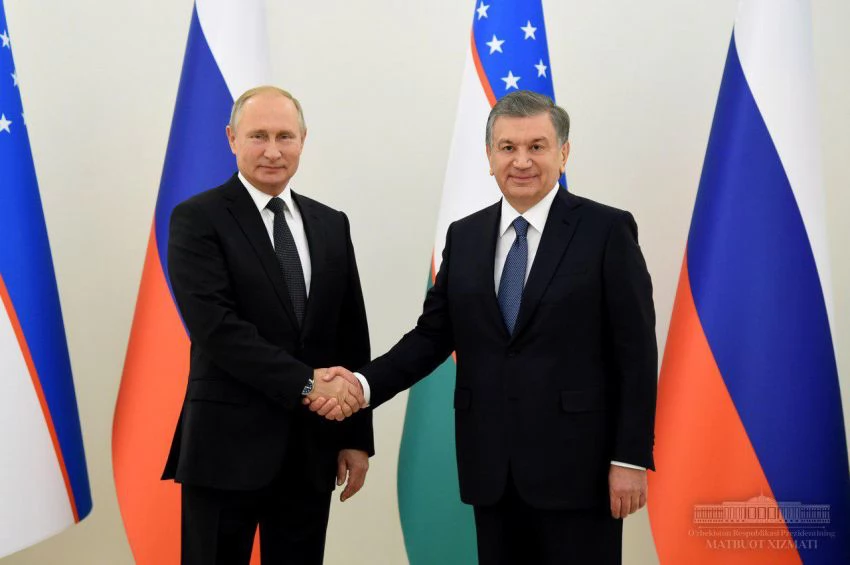 O'zbekiston Respublikasi Prezidentining
MATBUOT XIZMATI